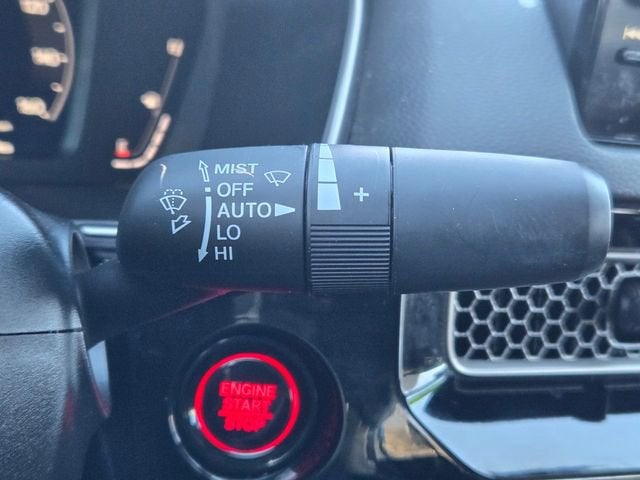 MIST
OFF
AUTO
LO
HI
+
ENGINE
START
STOP